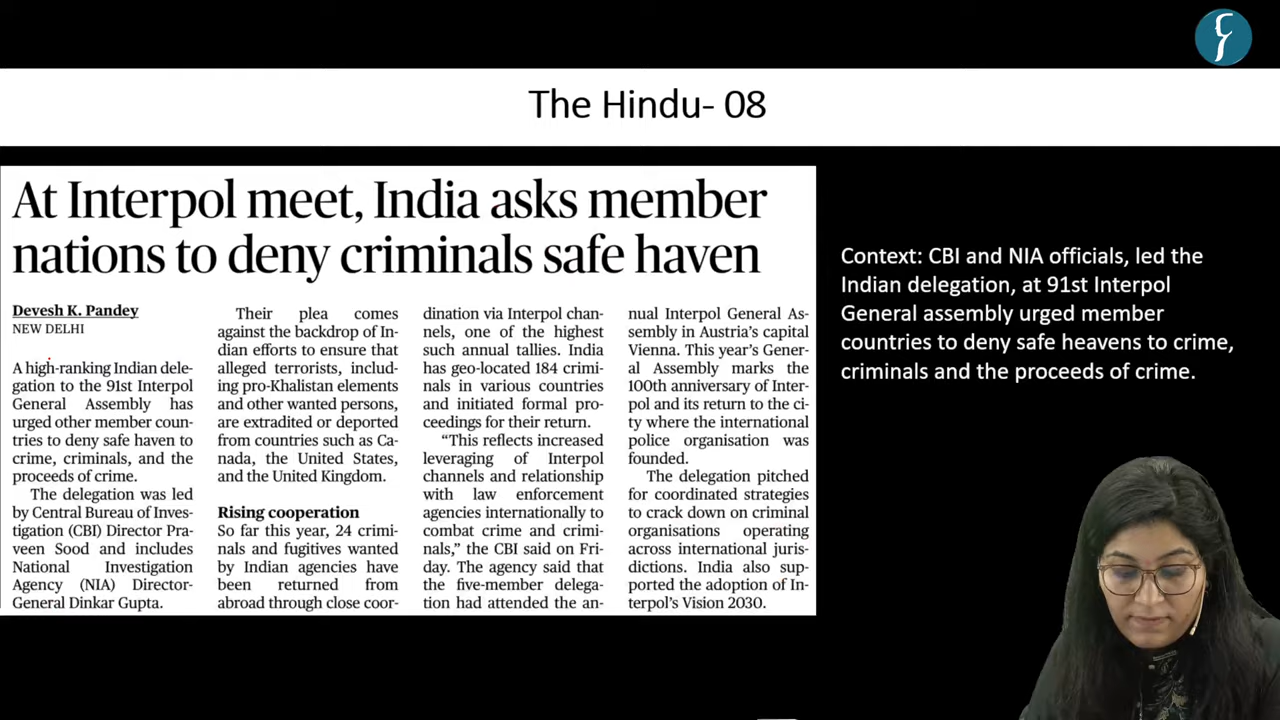 The Hindu- 08
At Interpol meet, India asks member
nations to deny criminals safe haven
Devesh K. Pandey
NEW DELHI
A high-ranking Indian dele-
gation to the 91st Interpol
General Assembly has
urged other member coun-
tries to deny safe haven to
crime, criminals, and the
proceeds of crime.
The delegation was led
by Central Bureau of Inves-
tigation (CBI) Director Pra-
veen Sood and includes
National Investigation
Agency (NIA) Director-
General Dinkar Gupta.
Their plea comes
against the backdrop of In-
dian efforts to ensure that
alleged terrorists, includ-
ing pro-Khalistan elements
and other wanted persons,
are extradited or deported
from countries such as Ca-
nada, the United States,
and the United Kingdom.
Rising cooperation
So far this year, 24 crimi-
nals and fugitives wanted
by Indian agencies have
been returned from
abroad through close coor-
dination via Interpol chan-
nels, one of the highest
such annual tallies. India
has geo-located 184 crimi-
nals in various countries
and initiated formal pro-
ceedings for their return.
“This reflects increased
leveraging of Interpol
channels and relationship
with law enforcement
agencies internationally to
combat crime and crimi-
nals,” the CBI said on Fri-
day. The agency said that
the five-member delega-
tion had attended the an-
nual Interpol General As-
sembly in Austria’s capital
Vienna. This year’s Gener-
al Assembly marks the
100th anniversary of Inter-
pol and its return to the ci-
ty where the international
police organisation was
founded.
The delegation pitched
for coordinated strategies
to crack down on criminal
organisations operating
across international juris-
dictions. India also sup-
ported the adoption of In-
terpol’s Vision 2030.
Context: CBI and NIA officials, led the
Indian delegation, at 91st Interpol
General assembly urged member
countries to deny safe heavens to crime,
criminals and the proceeds of crime.